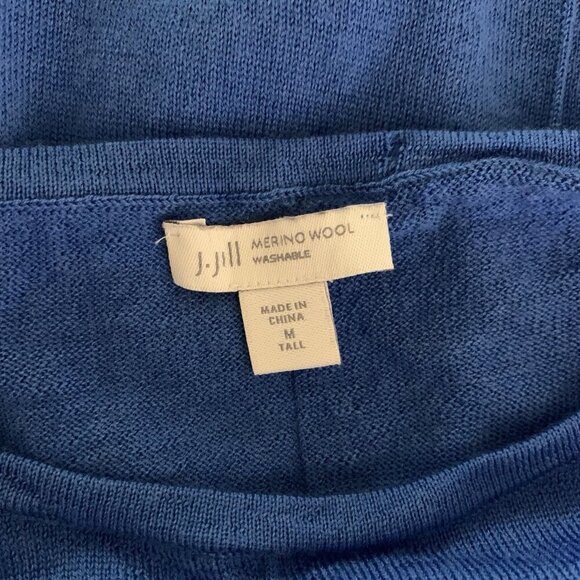 J.Jill MERINO WOOL
WASHABLE
MADE IN
CHINA
M
TALL